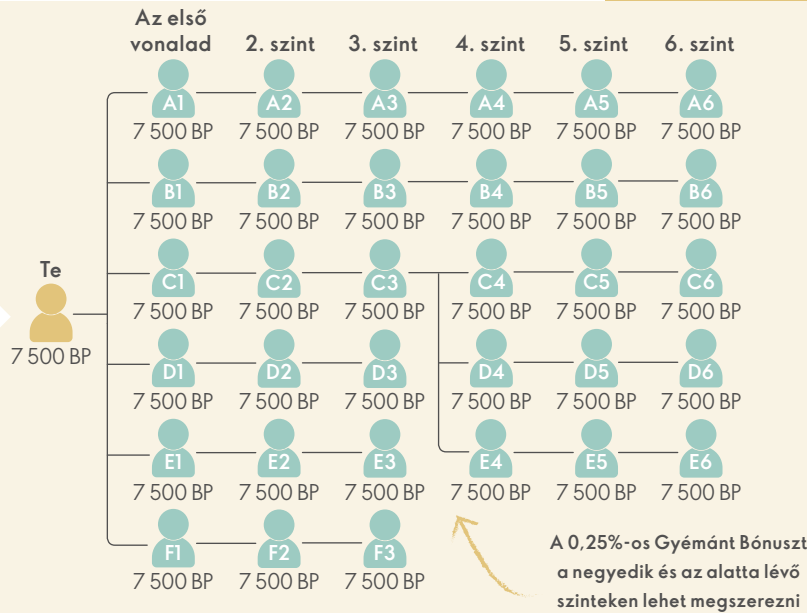 Az első
vonalad 2. szint 3. szint 4. szint 5. szint 6. szint
A1 A2 A3 A4 A5 A6
7 500 BP 7 500 BP 7 500 BP 7 500 BP 7 500 BP 7 500 BP
B1 B2 B3 B4 B5 B6
7 500 BP 7 500 BP 7 500 BP 7 500 BP 7 500 BP 7 500 BP
Te
C1 C2 C3 C4 C5 C6
7 500 BP 7 500 BP 7 500 BP 7 500 BP 7 500 BP 7 500 BP
7 500 BP
D1 D2 D3 D4 D5 D6
7 500 BP 7 500 BP 7 500 BP 7 500 BP 7 500 BP 7 500 BP
E1 E2 E3 E4 E5 E6
7 500 BP 7 500 BP 7 500 BP 7 500 BP 7 500 BP 7 500 BP
F1 F2 F3
7 500 BP 7 500 BP 7 500 BP
A 0,25%-os Gyémánt Bónuszt
a negyedik és az alatta lévő
szinteken lehet megszerezni